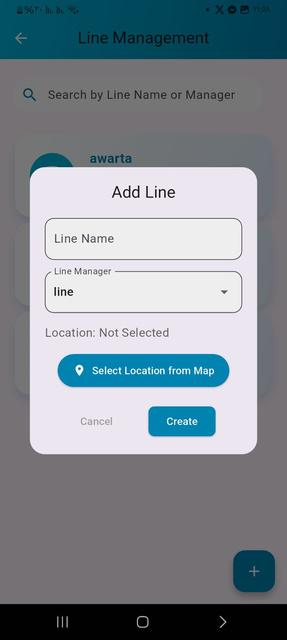 Line Management
Search by Line Name or Manager
awarta
Add Line
Line Name
Line Manager
line
Location: Not Selected
Select Location from Map
Cancel
Create